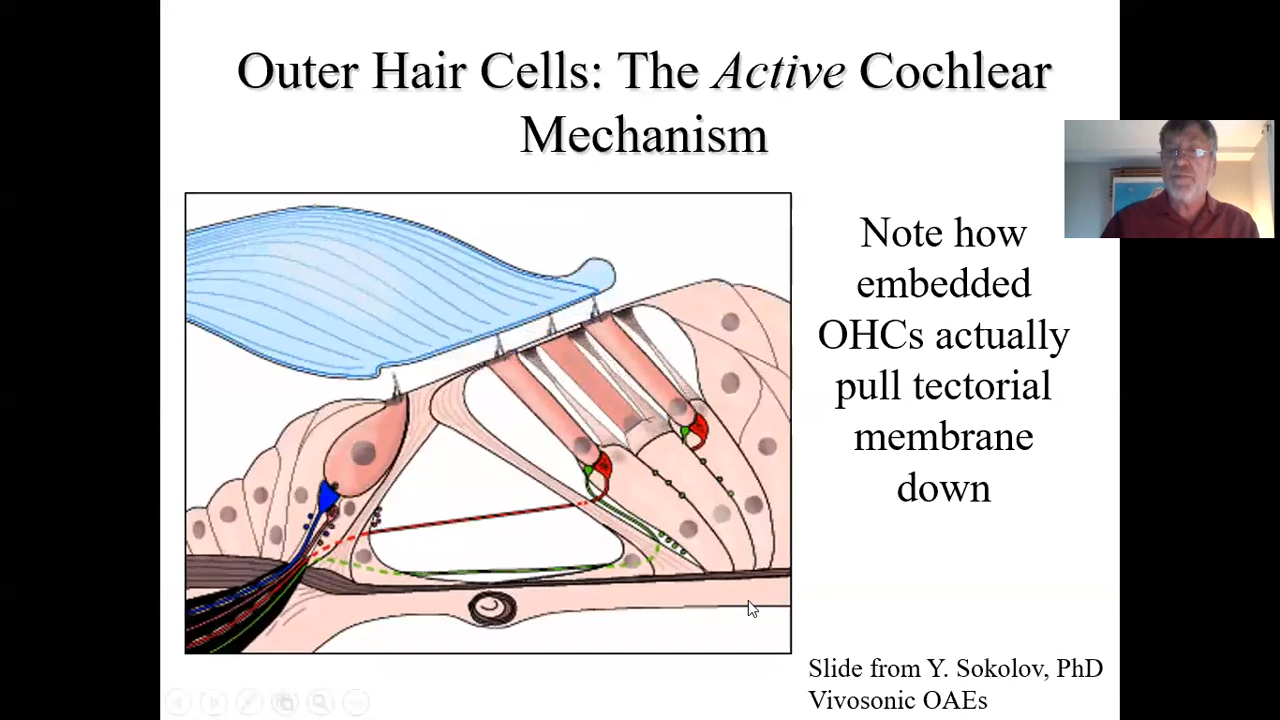 Outer Hair Cells: The Active Cochlear
Mechanism
Note how
embedded
OHCs actually
pull tectorial
membrane
down
Slide from Y. Sokolov, PhD
Vivosonic OAEs